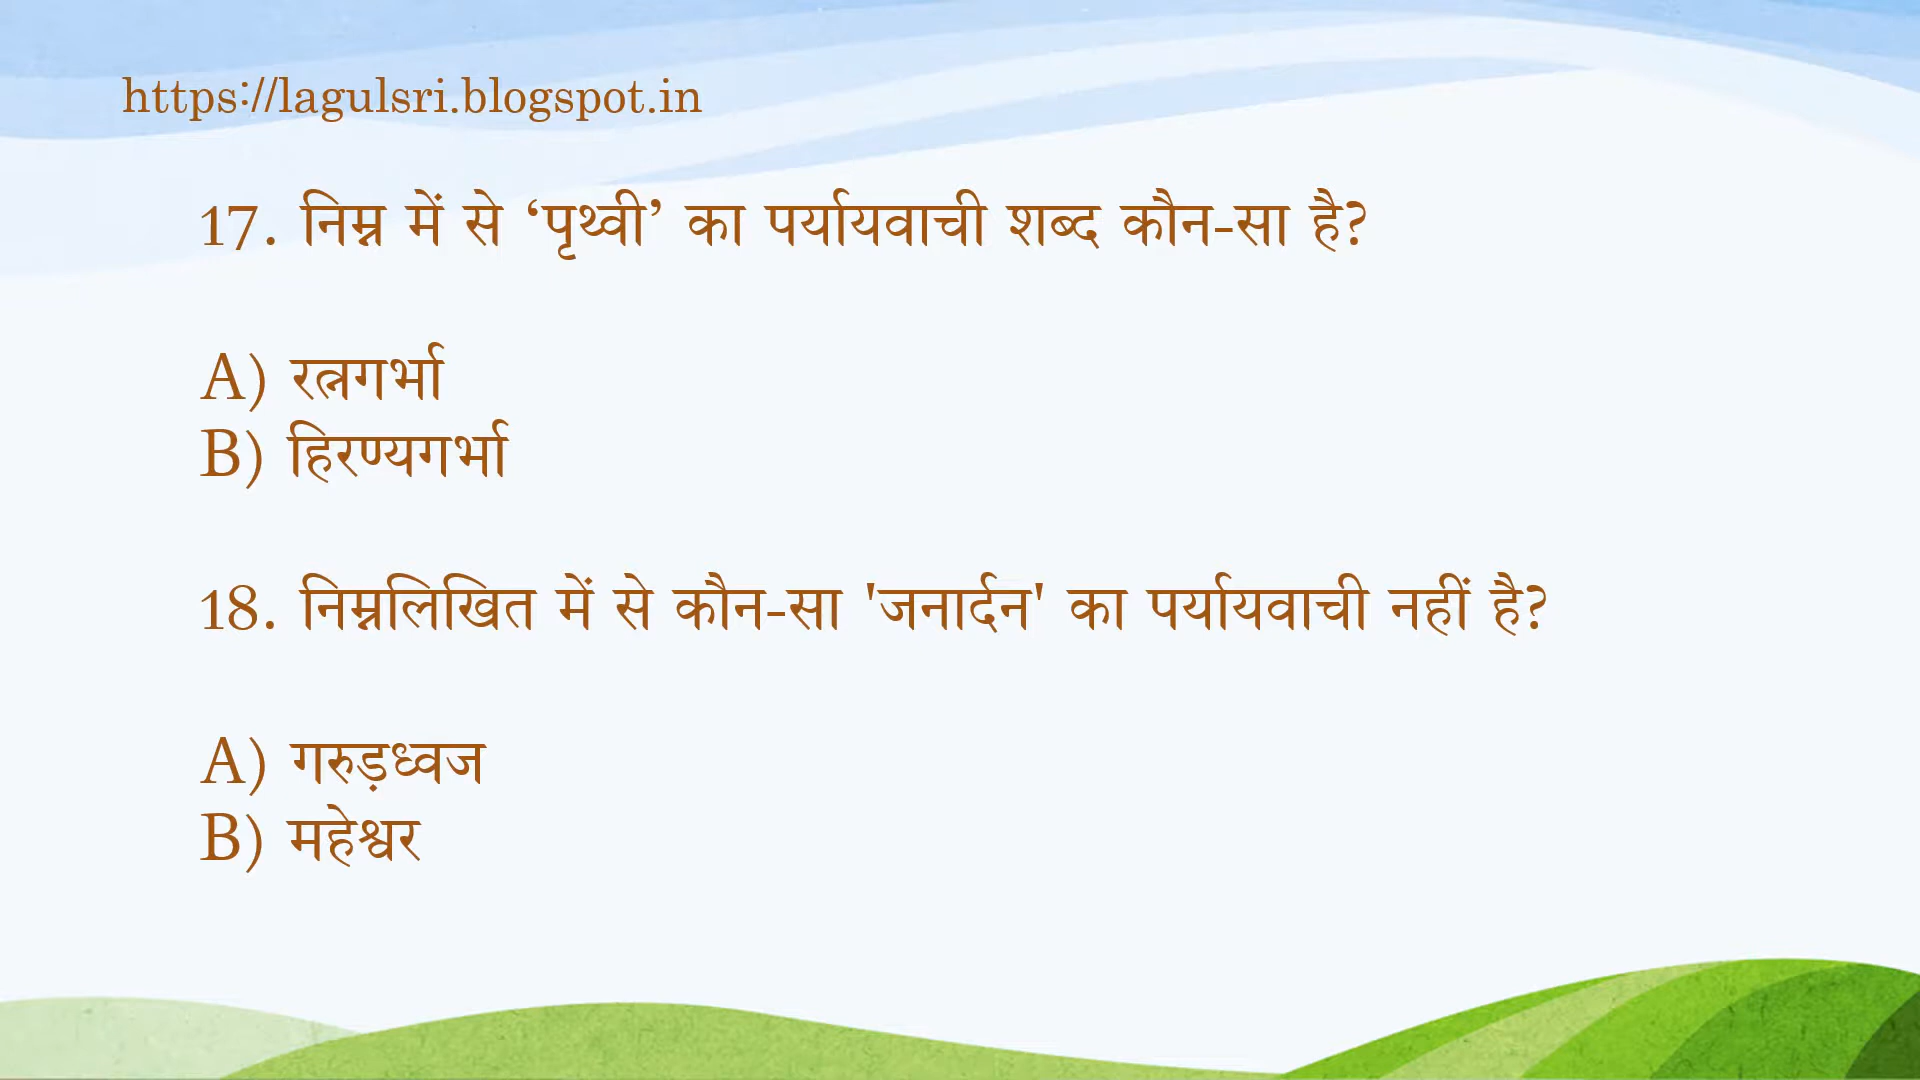 https://lagulsri.blogspot.in
17. निम्न में से ‘पृथ्वी’ का पर्यायवाची शब्द कौन-सा है?
A) रत्नगर्भा
B) हिरण्यगर्भा
18. निम्नलिखित में से कौन-सा 'जनार्दन' का पर्यायवाची नहीं है?
A) गरुड़ध्वज
B) महेश्वर